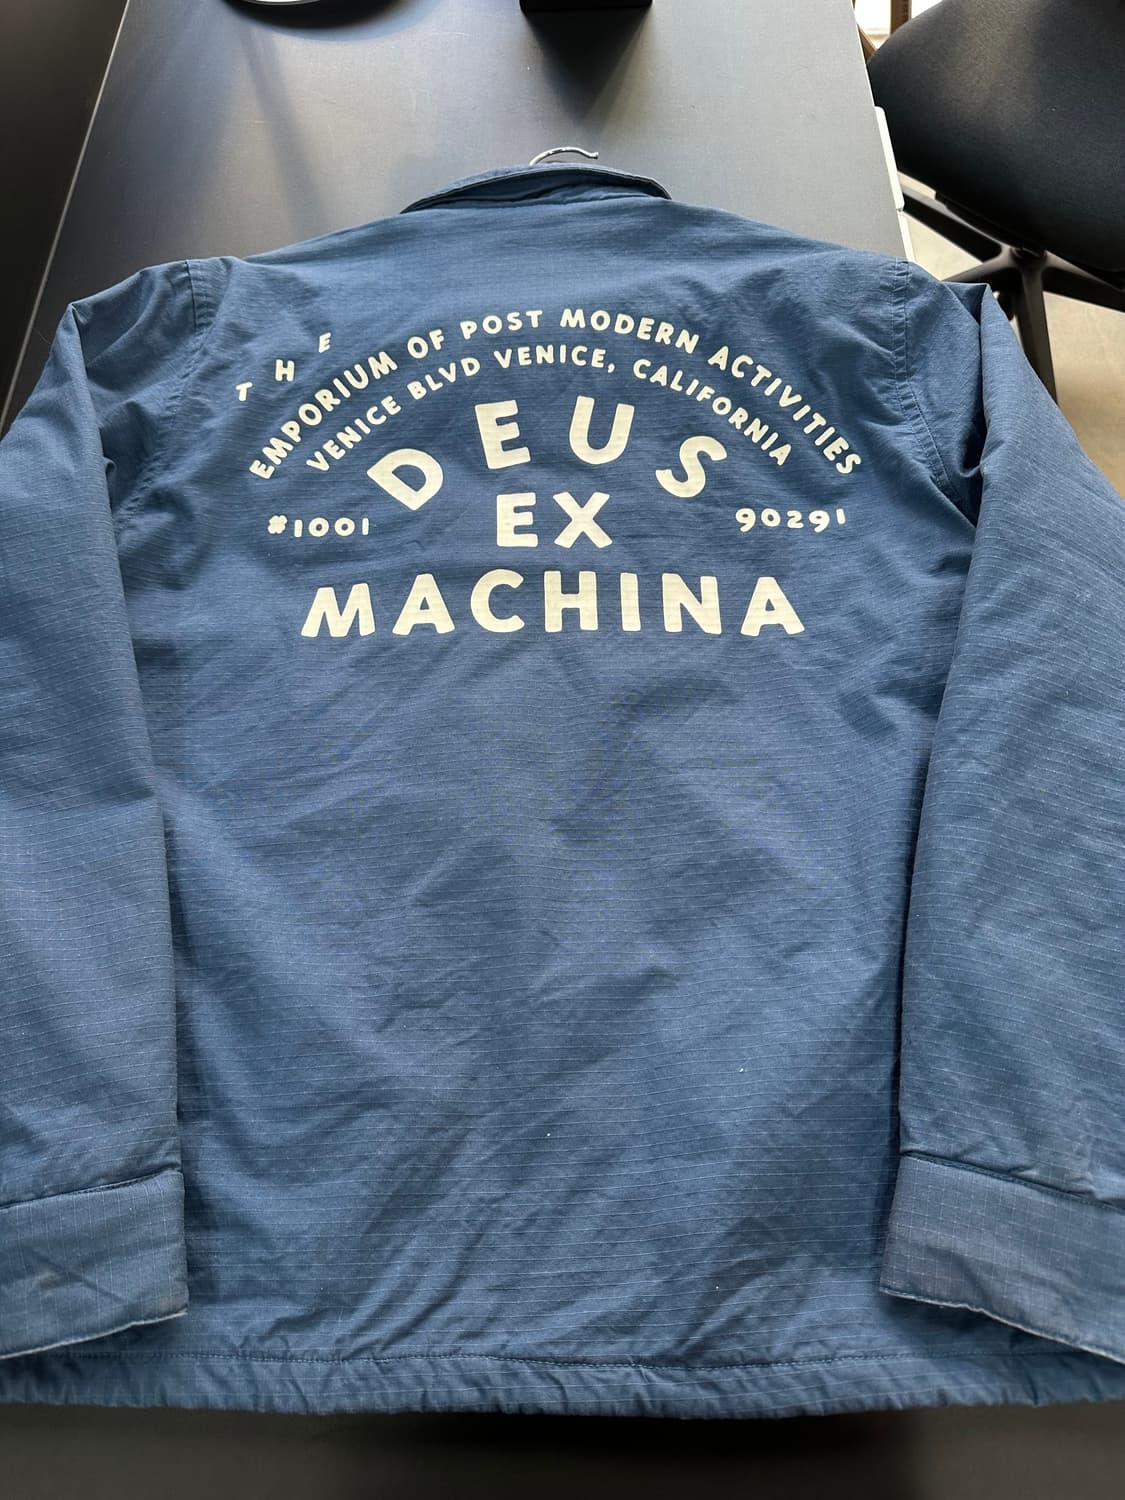 THE
EMPORIUM OF POST MODERN ACTIVITIES
VENICE BLVD VENICE, CALIFORNIA
DEUS
#1001 EX 90291
MACHINA